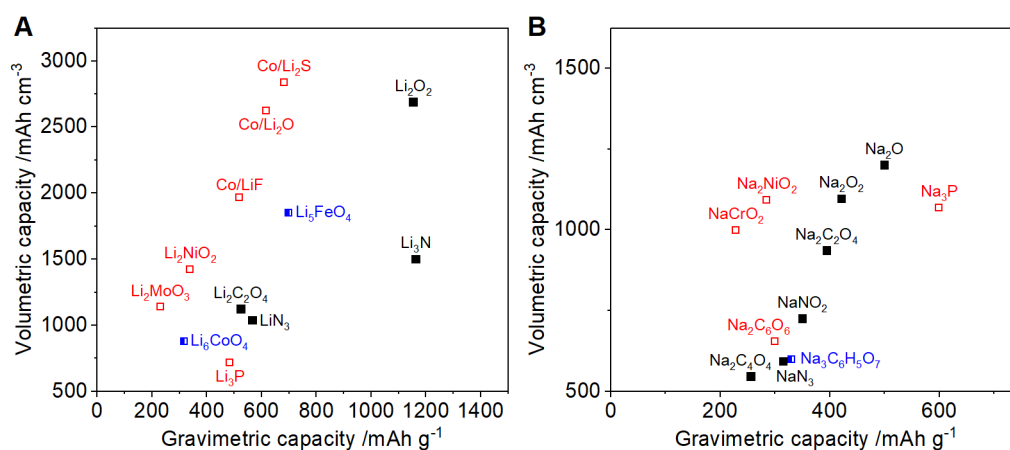 A
Volumetric capacity /mAh cm⁻³
3000
2500
2000
1500
1000
500
0
200
400
600
800
1000
1200
1400
Gravimetric capacity /mAh g⁻¹
Co/Li₂S
Li₂O₂
Co/Li₂O
Co/LiF
Li₅FeO₄
Li₃N
Li₂NiO₂
Li₂MoO₃
Li₂C₂O₄
LiN₃
Li₆CoO₄
Li₃P
B
Volumetric capacity /mAh cm⁻³
1500
1000
500
0
200
400
600
Gravimetric capacity /mAh g⁻¹
Na₂O
Na₂NiO₂
Na₂O₂
Na₃P
NaCrO₂
Na₂C₂O₄
NaNO₂
Na₂C₆O₆
Na₂C₄O₄
Na₃C₆H₅O₇
NaN₃